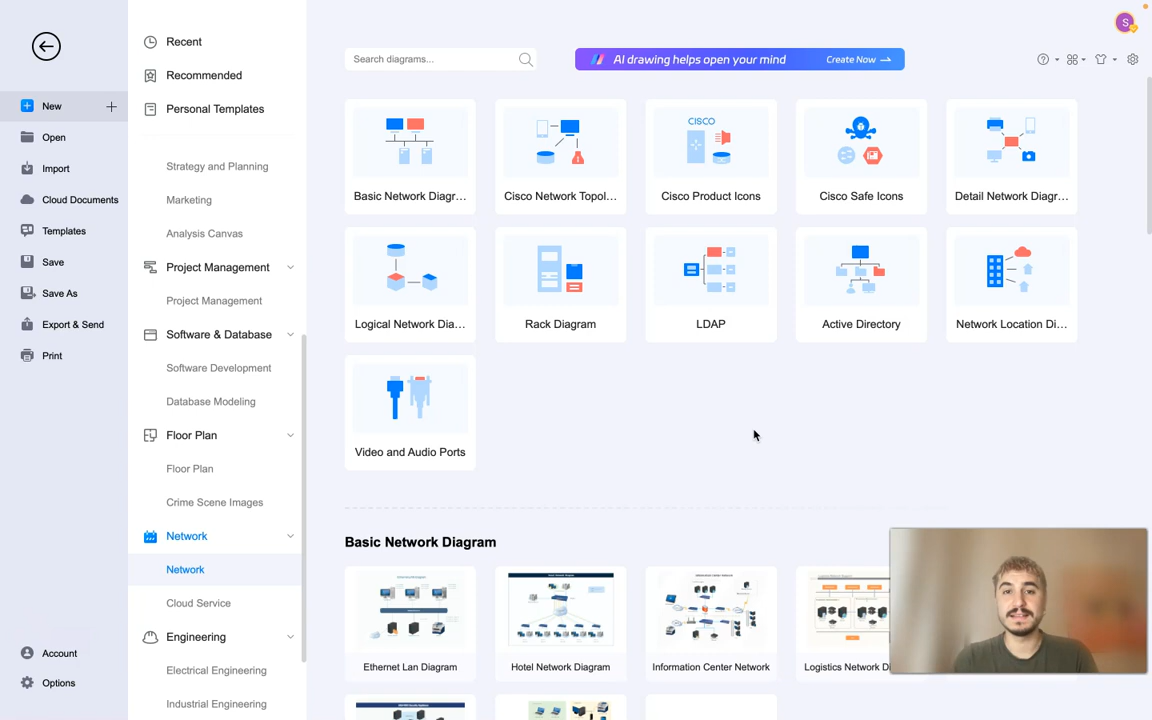 Recent
Recommended
Personal Templates
Strategy and Planning
Marketing
Analysis Canvas
Project Management
Project Management
Software & Database
Software Development
Database Modeling
Floor Plan
Floor Plan
Crime Scene Images
Network
Network
Cloud Service
Engineering
Electrical Engineering
Industrial Engineering
New
Open
Import
Cloud Documents
Templates
Save
Save As
Export & Send
Print
Account
Options
Search diagrams...
AI drawing helps open your mind
Create Now
S
Basic Network Diagr...
Cisco Network Topol...
CISCO
Cisco Product Icons
Cisco Safe Icons
Detail Network Diagr...
Logical Network Dia...
Rack Diagram
LDAP
Active Directory
Network Location Di...
Video and Audio Ports
Basic Network Diagram
Ethernet Lan Diagram
Hotel Network Diagram
Information Center Network
Logistics Network Di